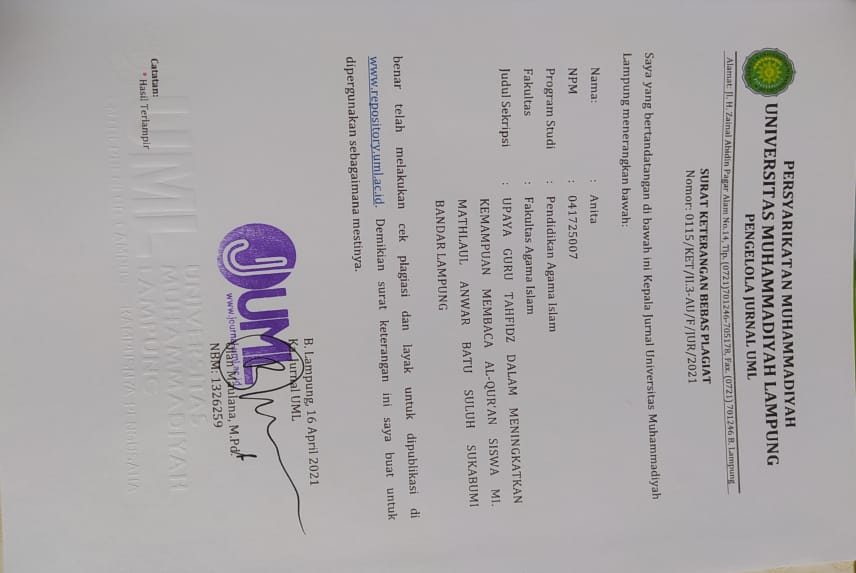 PERSYARIKATAN MUHAMMADIYAH
UNIVERSITAS MUHAMMADIYAH LAMPUNG
PENGELOLA JURNAL UML
Alamat: Jl. H. Zainal Abidin Pagar Alam No.14, Tlp. (0721)701246-705178, Fax. (0721) 701246 B. Lampung
SURAT KETERANGAN BEBAS PLAGIAT
Nomor: 0115/KET/II.3-AU/F/JUR/2021
Saya yang bertandatangan di bawah ini Kepala Jurnal Universitas Muhammadiyah
Lampung menerangkan bawah:
Nama: : Anita
NPM : 041725007
Program Studi : Pendidikan Agama Islam
Fakultas : Fakultas Agama Islam
Judul Sekripsi : UPAYA GURU TAHFIDZ DALAM MENINGKATKAN
KEMAMPUAN MEMBACA AL-QUR'AN SISWA MI.
MATHLAUL ANWAR BATU SULUH SUKABUMI
BANDAR LAMPUNG
benar telah melakukan cek plagiasi dan layak untuk dipublikasi di
www.repository.uml.ac.id. Demikian surat keterangan ini saya buat untuk
dipergunakan sebagaimana mestinya.
B. Lampung, 16 April 2021
Ka. Jurnal UML
JUML
Maulana, M.Pd.
NBM: 1326259
Catatan:
* Hasil Terlampir
JUML
UNIVERSITAS
MUHAMMADIYAH
LAMPUNG